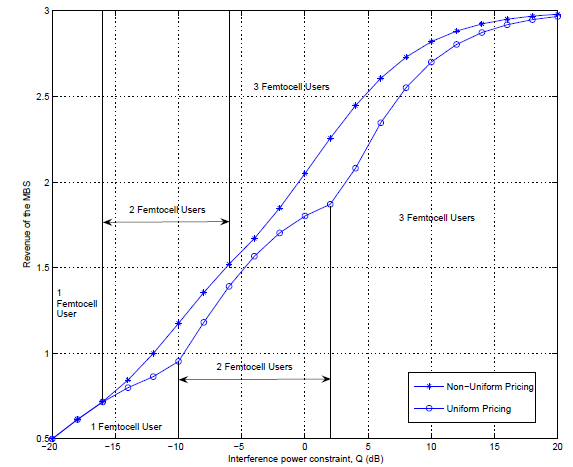 3
2.5
2
1.5
1
0.5
Revenue of the MBS
3 Femtocell Users
2 Femtocell Users
3 Femtocell Users
1
Femtocell
User
2 Femtocell Users
1 Femtocell User
Non−Uniform Pricing
Uniform Pricing
−20
−15
−10
−5
0
5
10
15
20
Interference power constraint, Q (dB)